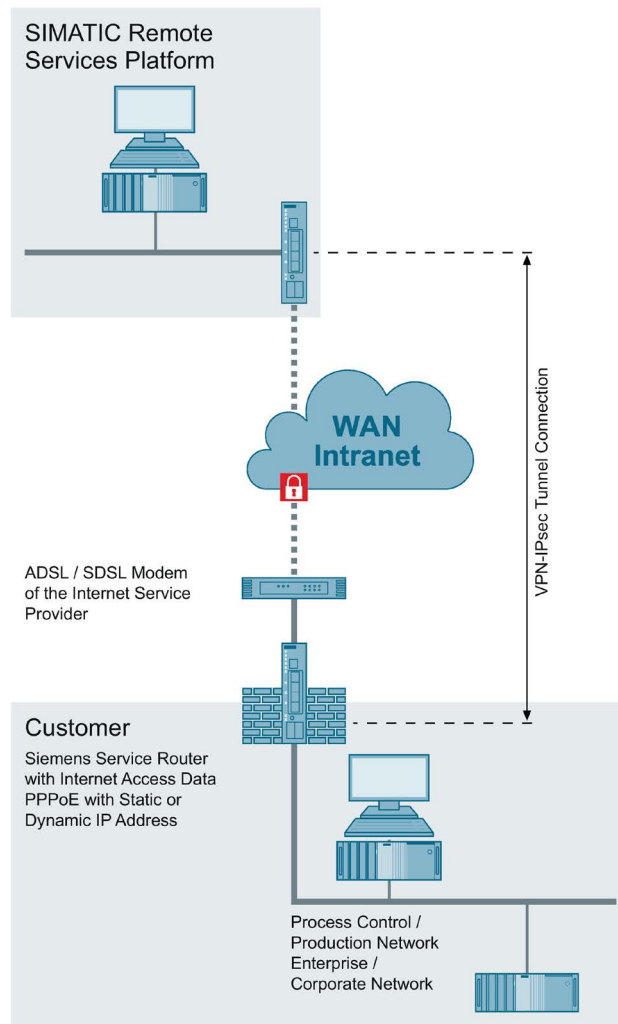 SIMATIC Remote
Services Platform
WAN
Intranet
VPN-IPsec Tunnel Connection
ADSL / SDSL Modem
of the Internet Service
Provider
Customer
Siemens Service Router
with Internet Access Data
PPPoE with Static or
Dynamic IP Address
Process Control /
Production Network
Enterprise /
Corporate Network